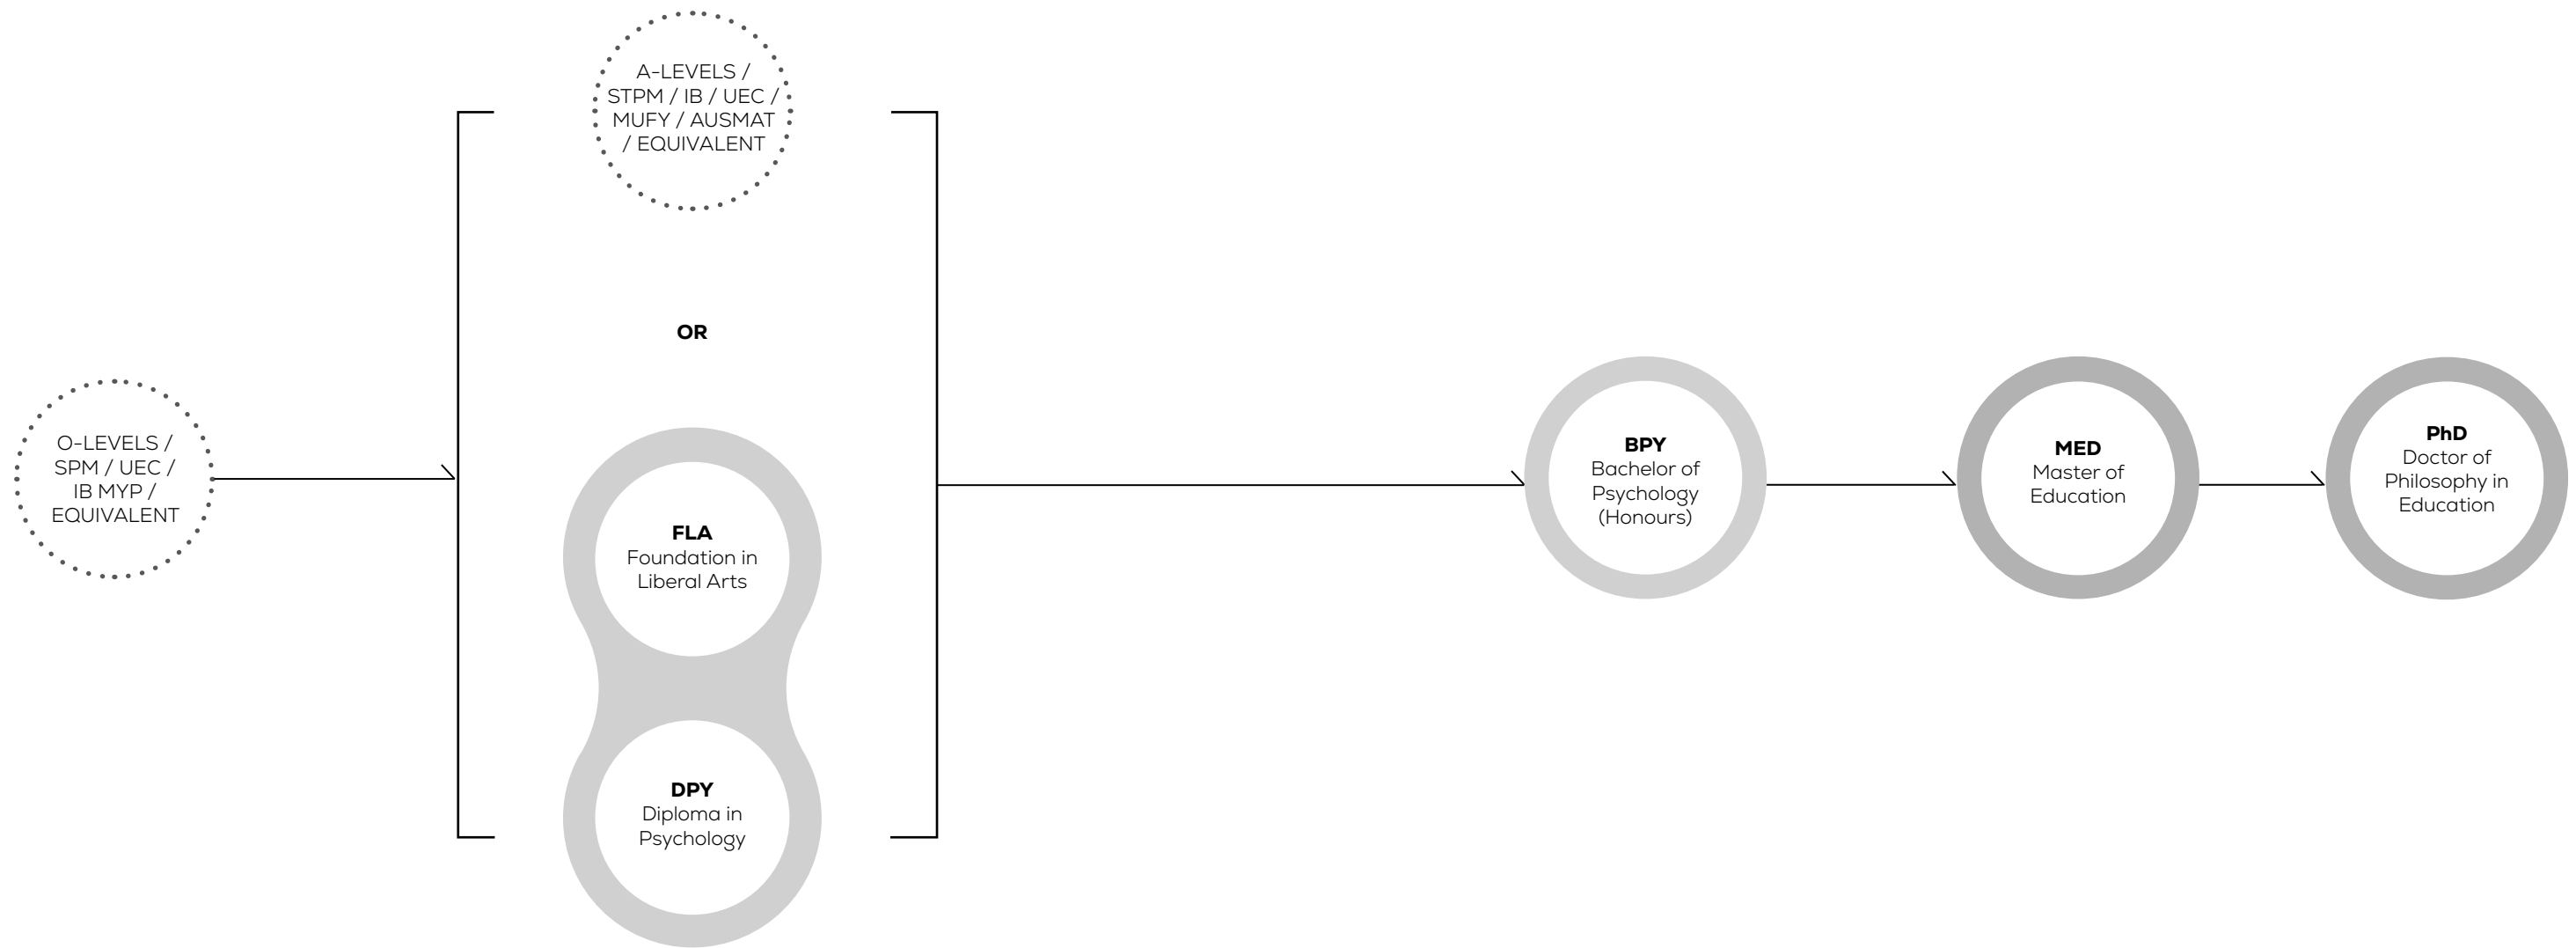 O-LEVELS /
SPM / UEC /
IB MYP /
EQUIVALENT
A-LEVELS /
STPM / IB / UEC /
MUFY / AUSMAT
/ EQUIVALENT
OR
FLA
Foundation in
Liberal Arts
DPY
Diploma in
Psychology
BPY
Bachelor of
Psychology
(Honours)
MED
Master of
Education
PhD
Doctor of
Philosophy in
Education